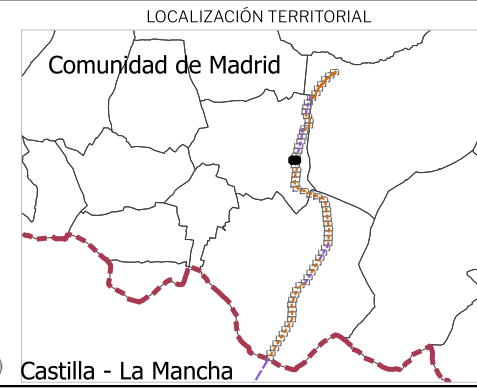 LOCALIZACIÓN TERRITORIAL
Comunidad de Madrid
Castilla - La Mancha